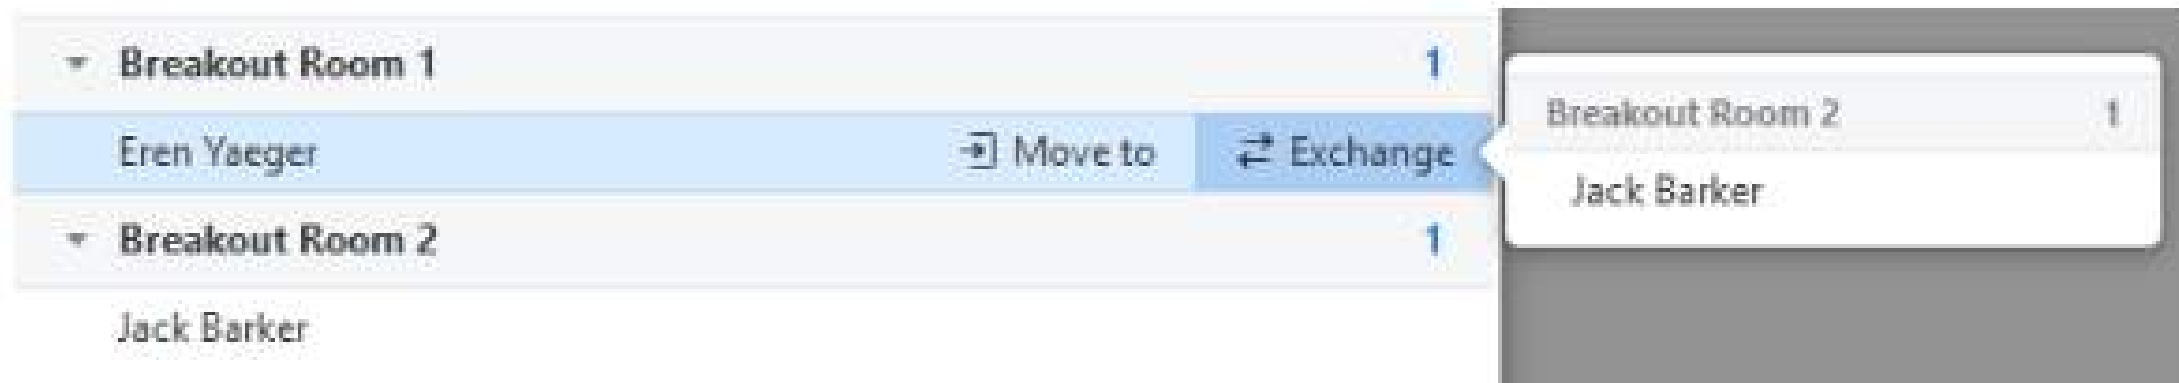 Breakout Room 1 1
Eren Yaeger Move to Exchange
Breakout Room 2 1
Jack Barker
Breakout Room 2 1
Jack Barker